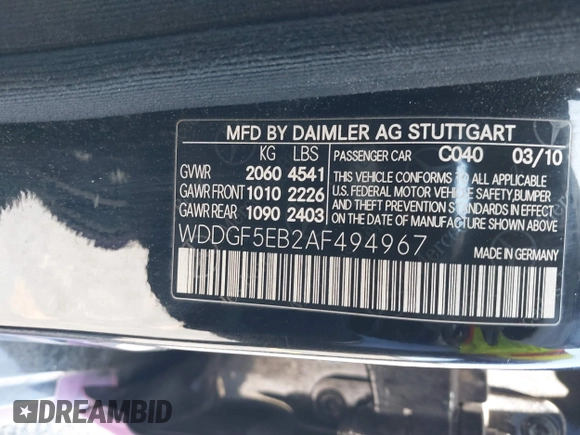 MFD BY DAIMLER AG STUTTGART
KG LBS PASSENGER CAR C040 03/10
GVWR 2060 4541
GAWR FRONT 1010 2226
GAWR REAR 1090 2403
THIS VEHICLE CONFORMS TO ALL APPLICABLE
U.S. FEDERAL MOTOR VEHICLE SAFETY, BUMPER
AND THEFT PREVENTION STANDARDS IN EFFECT
ON THE DATE OF MANUFACTURE SHOWN ABOVE.
WDDGF5EB2AF494967
MADE IN GERMANY
DREAMBID